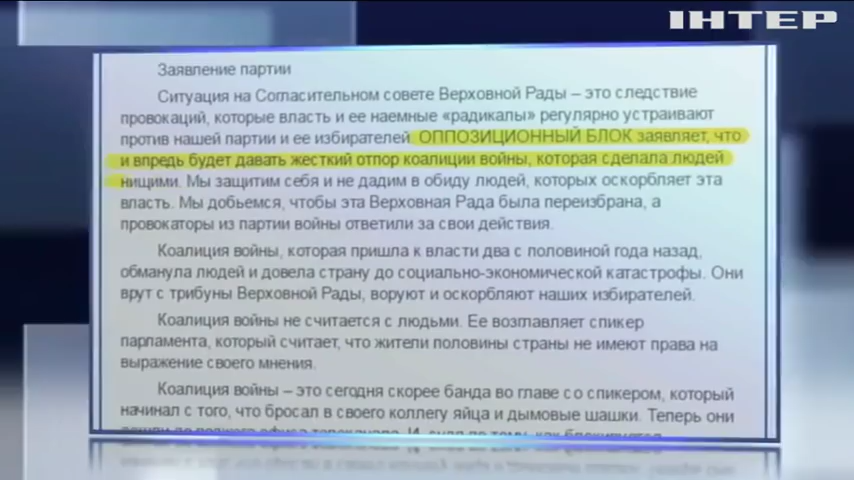 ІНТЕР
Заявление партии
Ситуация на Согласительном совете Верховной Рады – это следствие
провокаций, которые власть и ее наемные «радикалы» регулярно устраивают
против нашей партии и ее избирателей. ОППОЗИЦИОННЫЙ БЛОК заявляет, что
и впредь будет давать жесткий отпор коалиции войны, которая сделала людей
нищими. Мы защитим себя и не дадим в обиду людей, которых оскорбляет эта
власть. Мы добьемся, чтобы эта Верховная Рада была переизбрана, а
провокаторы из партии войны ответили за свои действия.
Коалиция войны, которая пришла к власти два с половиной года назад,
обманула людей и довела страну до социально-экономической катастрофы. Они
врут с трибуны Верховной Рады, воруют и оскорбляют наших избирателей.
Коалиция войны не считается с людьми. Ее возглавляет спикер
парламента, который считает, что жители половины страны не имеют права на
выражение своего мнения.
Коалиция войны – это сегодня скорее банда во главе со спикером, который
начинал с того, что бросал в своего коллегу яйца и дымовые шашки. Теперь они